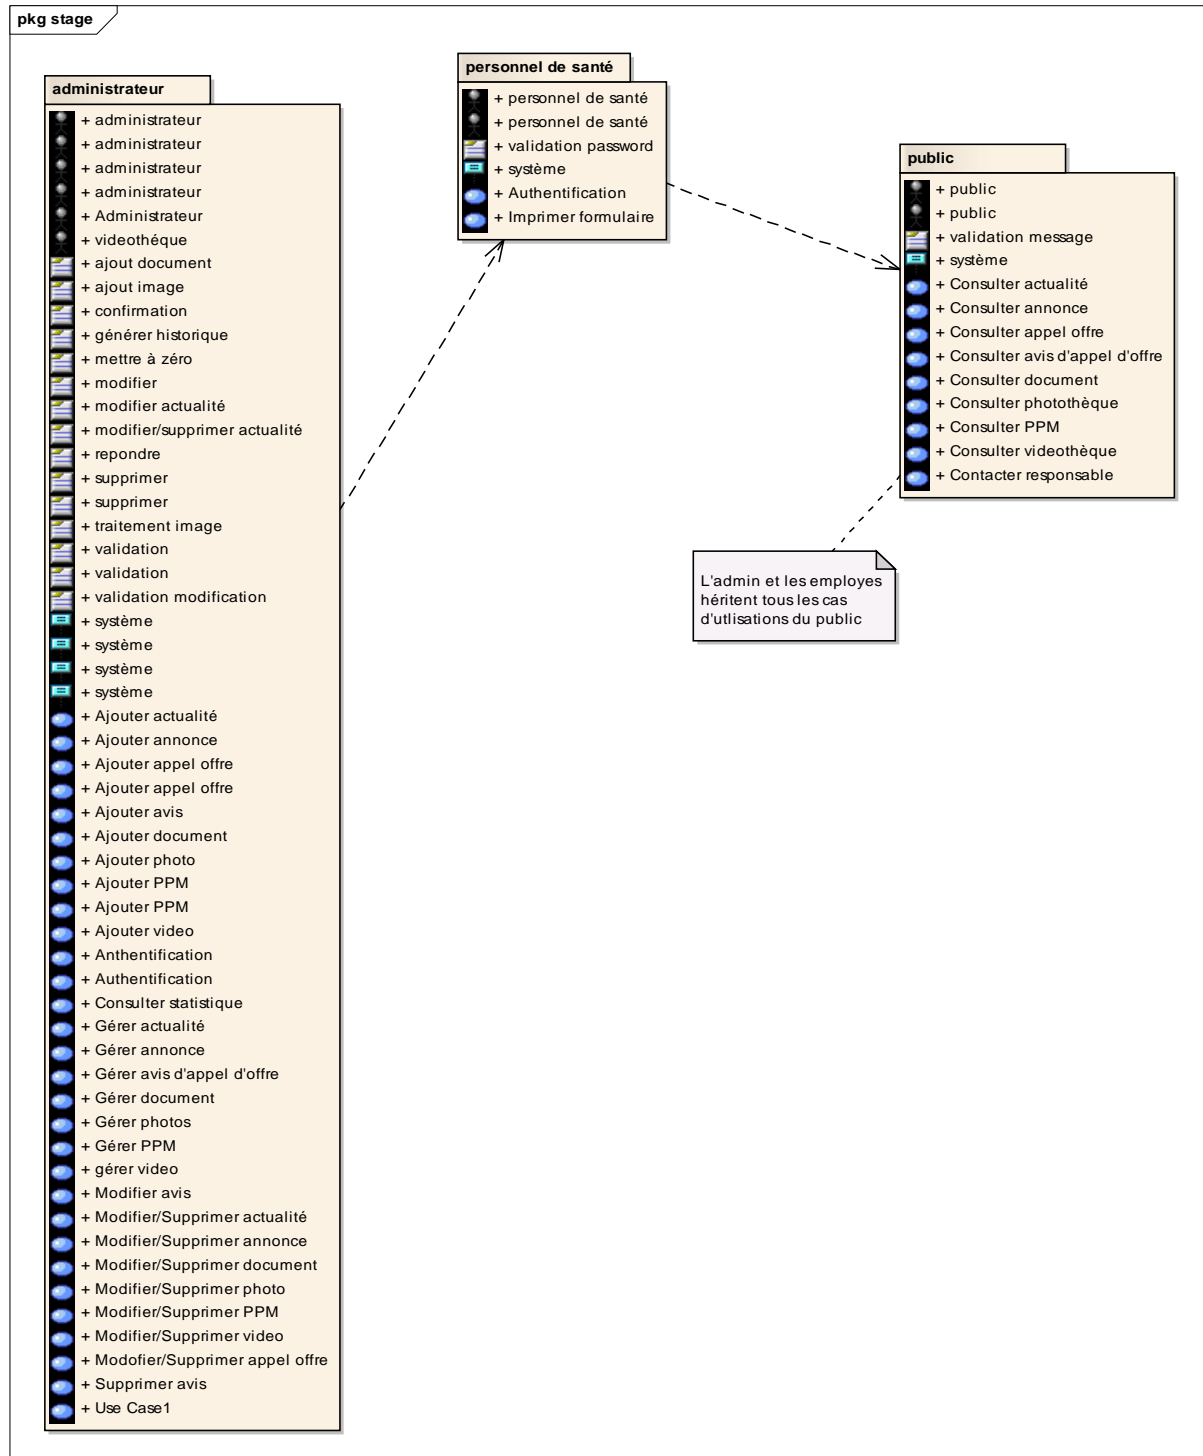 pkg stage
administrateur
+ administrateur
+ administrateur
+ administrateur
+ administrateur
+ Administrateur
+ videothéque
+ ajout document
+ ajout image
+ confirmation
+ générer historique
+ mettre à zéro
+ modifier
+ modifier actualité
+ modifier/supprimer actualité
+ repondre
+ supprimer
+ supprimer
+ traitement image
+ validation
+ validation
+ validation modification
+ système
+ système
+ système
+ système
+ Ajouter actualité
+ Ajouter annonce
+ Ajouter appel offre
+ Ajouter appel offre
+ Ajouter avis
+ Ajouter document
+ Ajouter photo
+ Ajouter PPM
+ Ajouter PPM
+ Ajouter video
+ Anthentification
+ Authentification
+ Consulter statistique
+ Gérer actualité
+ Gérer annonce
+ Gérer avis d'appel d'offre
+ Gérer document
+ Gérer photos
+ Gérer PPM
+ gérer video
+ Modifier avis
+ Modifier/Supprimer actualité
+ Modifier/Supprimer annonce
+ Modifier/Supprimer document
+ Modifier/Supprimer photo
+ Modifier/Supprimer PPM
+ Modifier/Supprimer video
+ Modofier/Supprimer appel offre
+ Supprimer avis
+ Use Case1
personnel de santé
+ personnel de santé
+ personnel de santé
+ validation password
+ système
+ Authentification
+ Imprimer formulaire
public
+ public
+ public
+ validation message
+ système
+ Consulter actualité
+ Consulter annonce
+ Consulter appel offre
+ Consulter avis d'appel d'offre
+ Consulter document
+ Consulter photothèque
+ Consulter PPM
+ Consulter videothèque
+ Contacter responsable
L'admin et les employes
héritent tous les cas
d'utlisations du public